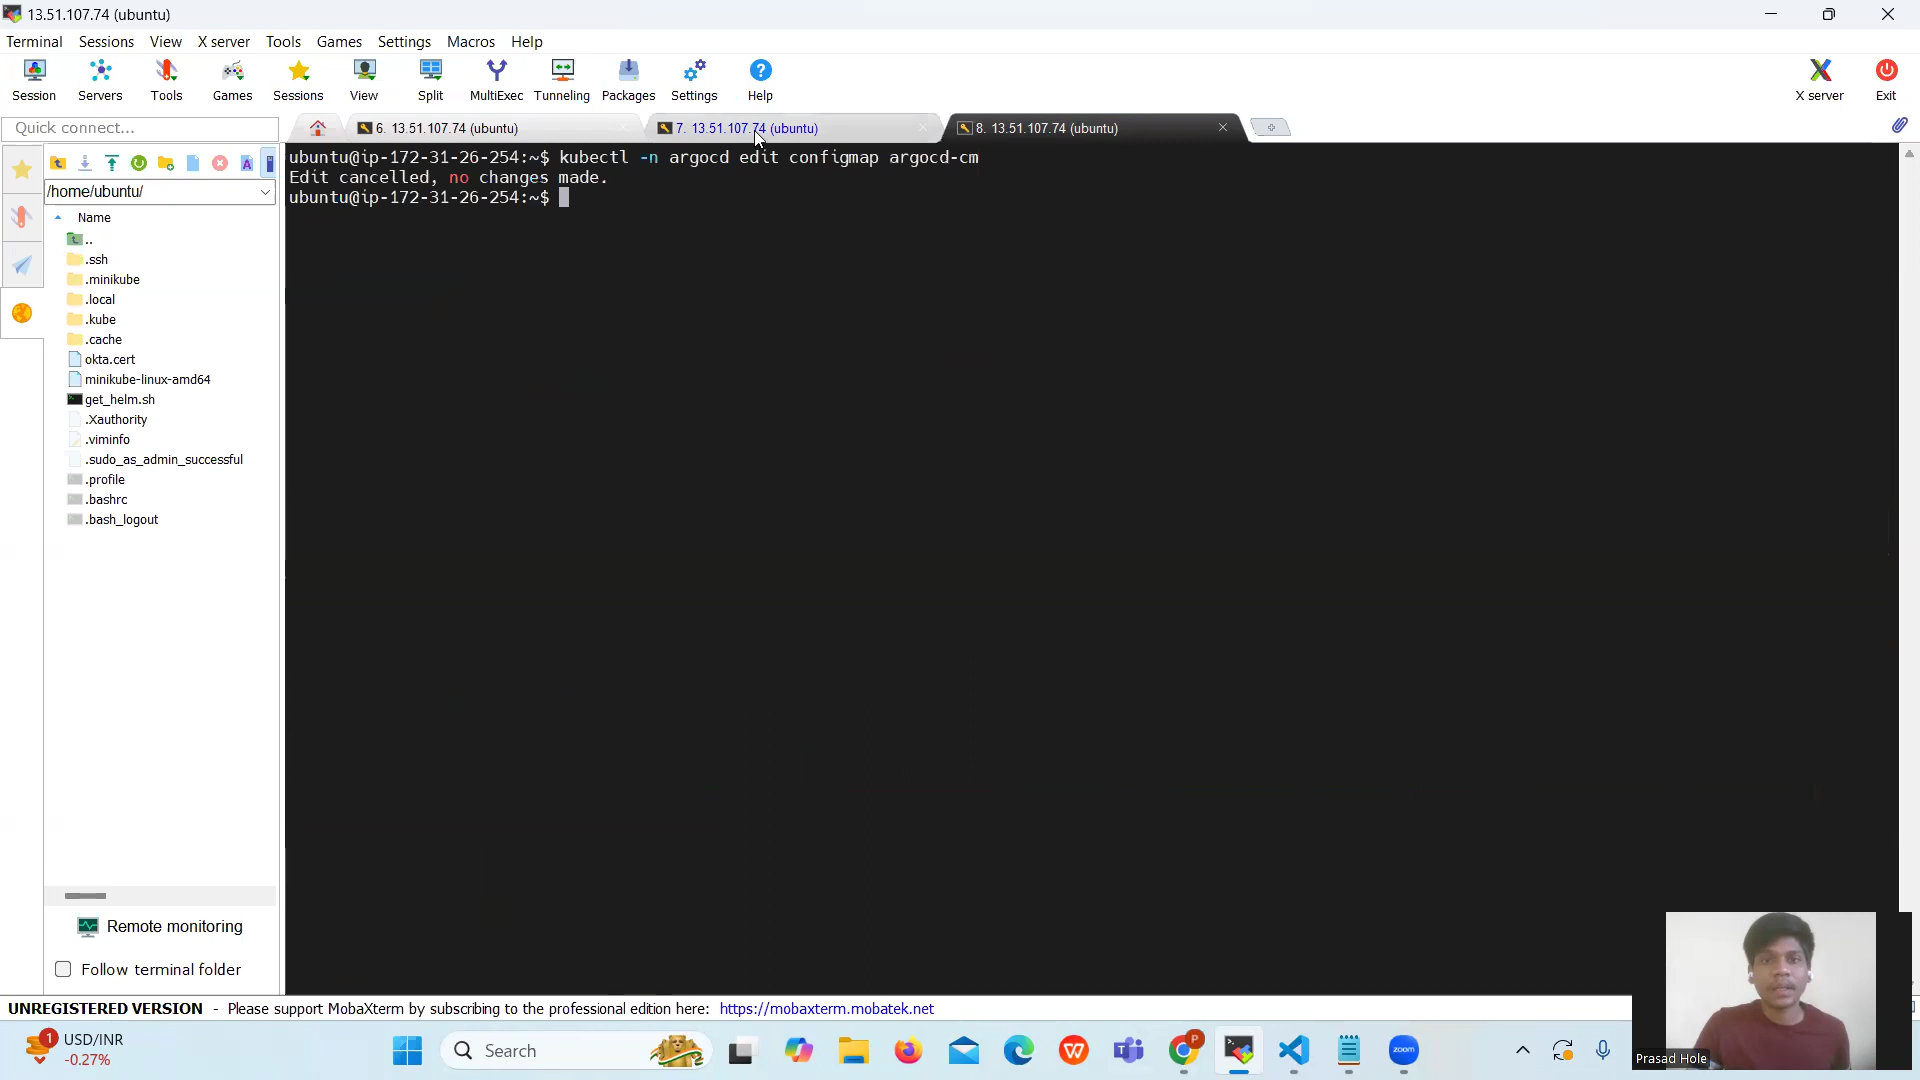 13.51.107.74 (ubuntu)
Terminal Sessions View X server Tools Games Settings Macros Help
Session Servers Tools Games Sessions View Split MultiExec Tunneling Packages Settings Help X server Exit
Quick connect...
6. 13.51.107.74 (ubuntu)
7. 13.51.107.74 (ubuntu)
8. 13.51.107.74 (ubuntu)
/home/ubuntu/
Name
..
.ssh
.minikube
.local
.kube
.cache
okta.cert
minikube-linux-amd64
get_helm.sh
.Xauthority
.viminfo
.sudo_as_admin_successful
.profile
.bashrc
.bash_logout
Remote monitoring
Follow terminal folder
ubuntu@ip-172-31-26-254:~$ kubectl -n argocd edit configmap argocd-cm
Edit cancelled, no changes made.
ubuntu@ip-172-31-26-254:~$
UNREGISTERED VERSION - Please support MobaXterm by subscribing to the professional edition here: https://mobaxterm.mobatek.net
1
USD/INR
-0.27%
Search
P
zoom
Prasad Hole